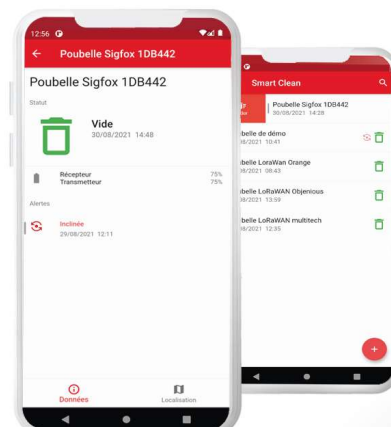 12:56
Poubelle Sigfox 1DB442
Poubelle Sigfox 1DB442
Statut
Vide
30/08/2021 14:48
Récepteur 75%
Transmetteur 75%
Alertes
Inclinée
29/08/2021 12:11
Données
Localisation
Smart Clean
Poubelle Sigfox 1DB442
30/08/2021 14:28
belle de démo
08/2021 10:41
belle LoraWan Orange
08/2021 08:43
belle LoRaWAN Objenious
08/2021 13:59
belle LoRaWAN multitech
08/2021 12:35